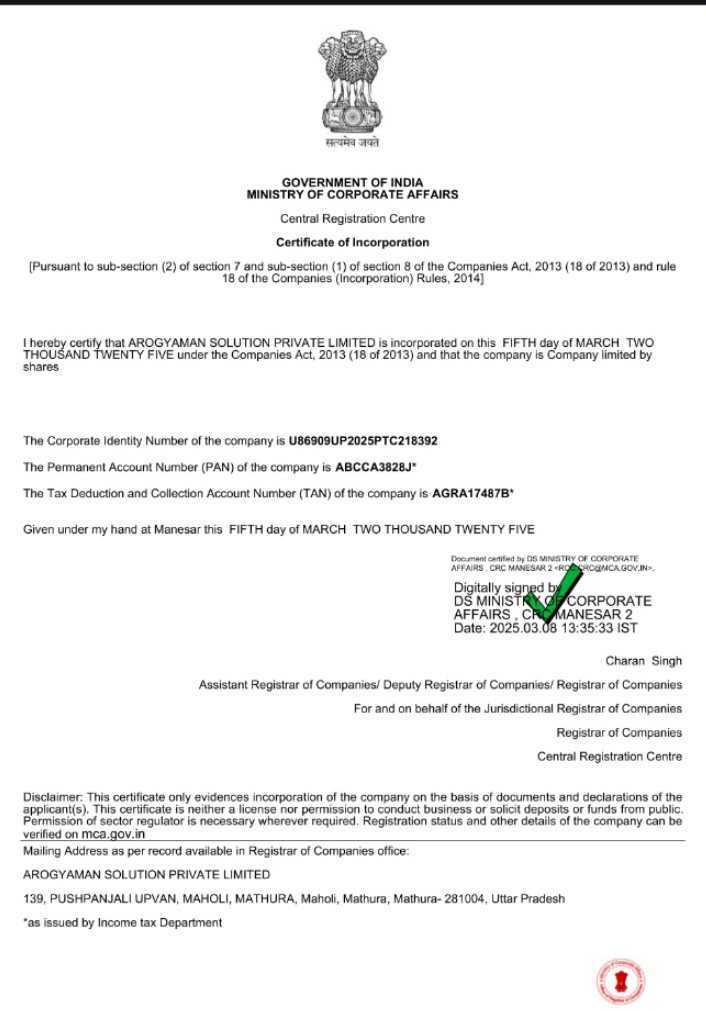 सत्यमेव जयते
GOVERNMENT OF INDIA
MINISTRY OF CORPORATE AFFAIRS
Central Registration Centre
Certificate of Incorporation
[Pursuant to sub-section (2) of section 7 and sub-section (1) of section 8 of the Companies Act, 2013 (18 of 2013) and rule
18 of the Companies (Incorporation) Rules, 2014]
I hereby certify that AROGYAMAN SOLUTION PRIVATE LIMITED is incorporated on this FIFTH day of MARCH TWO
THOUSAND TWENTY FIVE under the Companies Act, 2013 (18 of 2013) and that the company is Company limited by
shares
The Corporate Identity Number of the company is U86909UP2025PTC218392
The Permanent Account Number (PAN) of the company is ABCCA3828J*
The Tax Deduction and Collection Account Number (TAN) of the company is AGRA17487B*
Given under my hand at Manesar this FIFTH day of MARCH TWO THOUSAND TWENTY FIVE
Document certified by DS MINISTRY OF CORPORATE
AFFAIRS , CRC MANESAR 2 <ROC.CRC@MCA.GOV.IN>.
Digitally signed by
DS MINISTRY OF CORPORATE
AFFAIRS , CRC MANESAR 2
Date: 2025.03.08 13:35:33 IST
Charan Singh
Assistant Registrar of Companies/ Deputy Registrar of Companies/ Registrar of Companies
For and on behalf of the Jurisdictional Registrar of Companies
Registrar of Companies
Central Registration Centre
Disclaimer: This certificate only evidences incorporation of the company on the basis of documents and declarations of the
applicant(s). This certificate is neither a license nor permission to conduct business or solicit deposits or funds from public.
Permission of sector regulator is necessary wherever required. Registration status and other details of the company can be
verified on mca.gov.in
Mailing Address as per record available in Registrar of Companies office:
AROGYAMAN SOLUTION PRIVATE LIMITED
139, PUSHPANJALI UPVAN, MAHOLI, MATHURA, Maholi, Mathura, Mathura- 281004, Uttar Pradesh
*as issued by Income tax Department